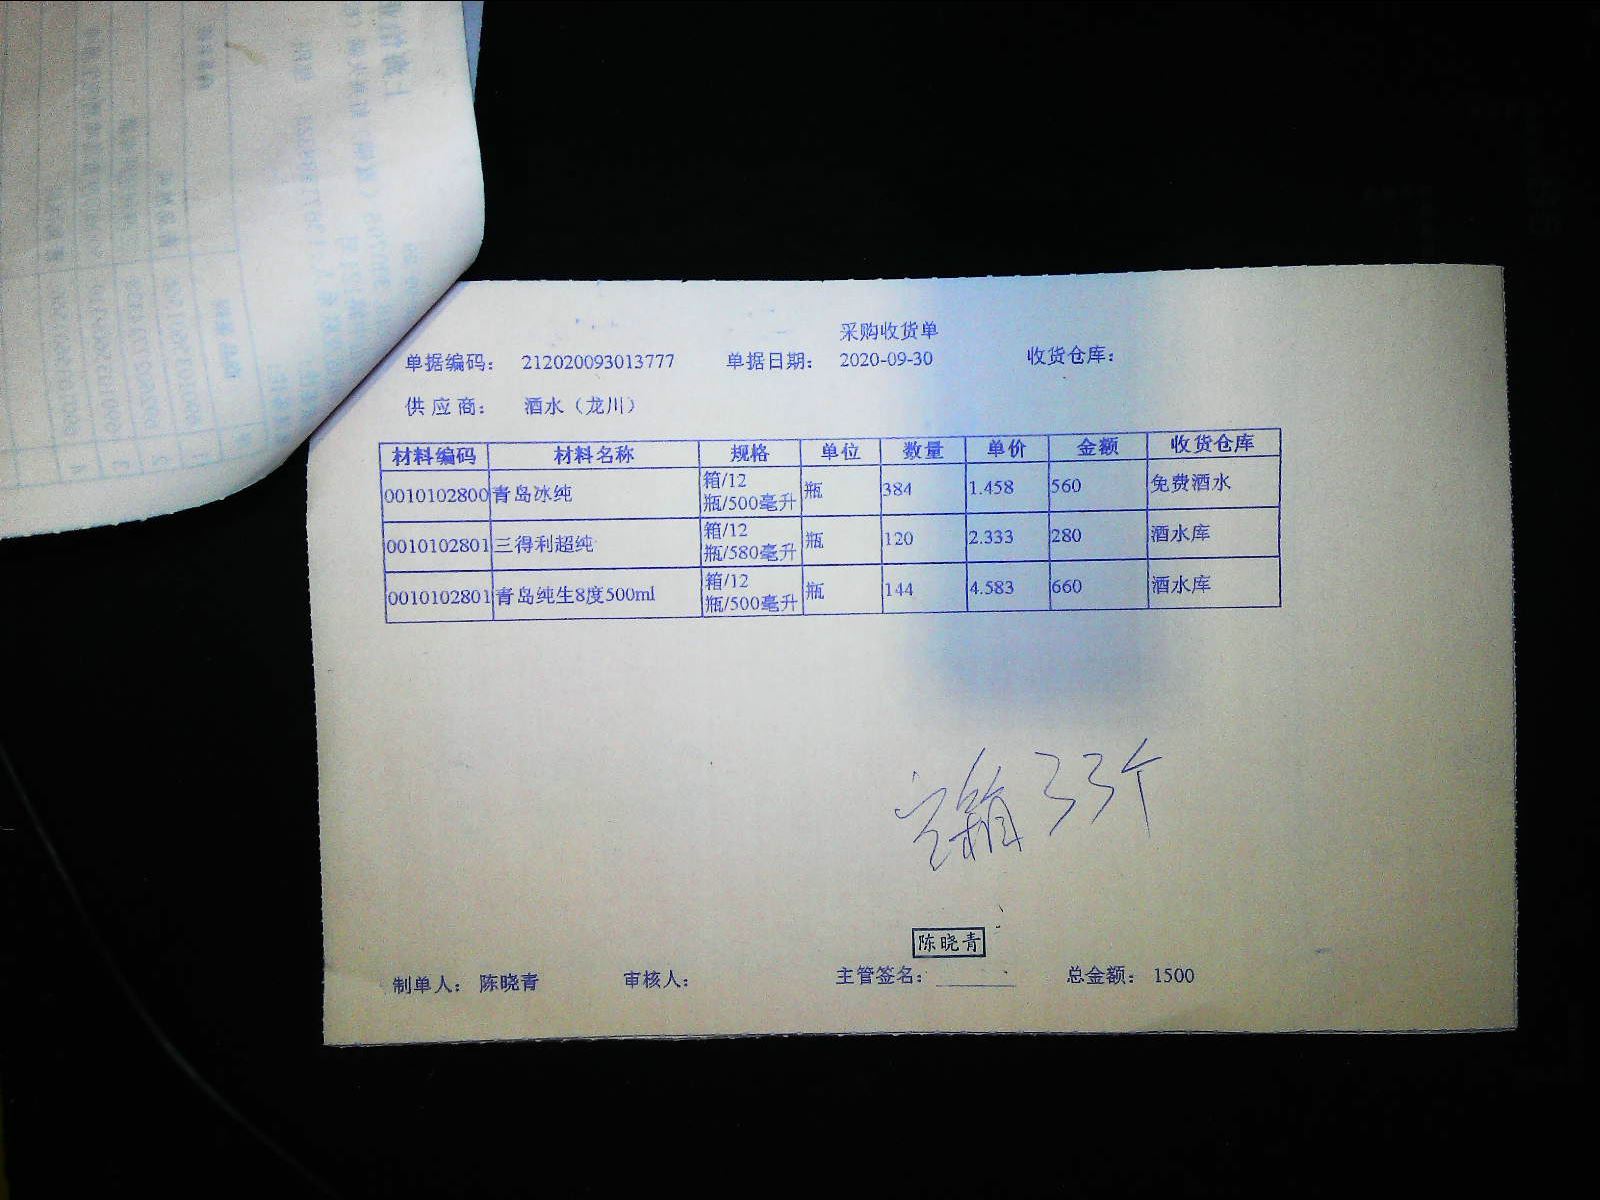 采购收货单
单据编码： 212020093013777 单据日期： 2020-09-30 收货仓库：
供 应 商： 酒水（龙川）
材料编码 材料名称 规格 单位 数量 单价 金额 收货仓库
0010102800 青岛冰纯 箱/12 瓶/500毫升 瓶 384 1.458 560 免费酒水
0010102801 三得利超纯 箱/12 瓶/580毫升 瓶 120 2.333 280 酒水库
0010102801 青岛纯生8度500ml 箱/12 瓶/500毫升 瓶 144 4.583 660 酒水库
空箱33个
陈晓青
制单人： 陈晓青 审核人： 主管签名： 总金额： 1500